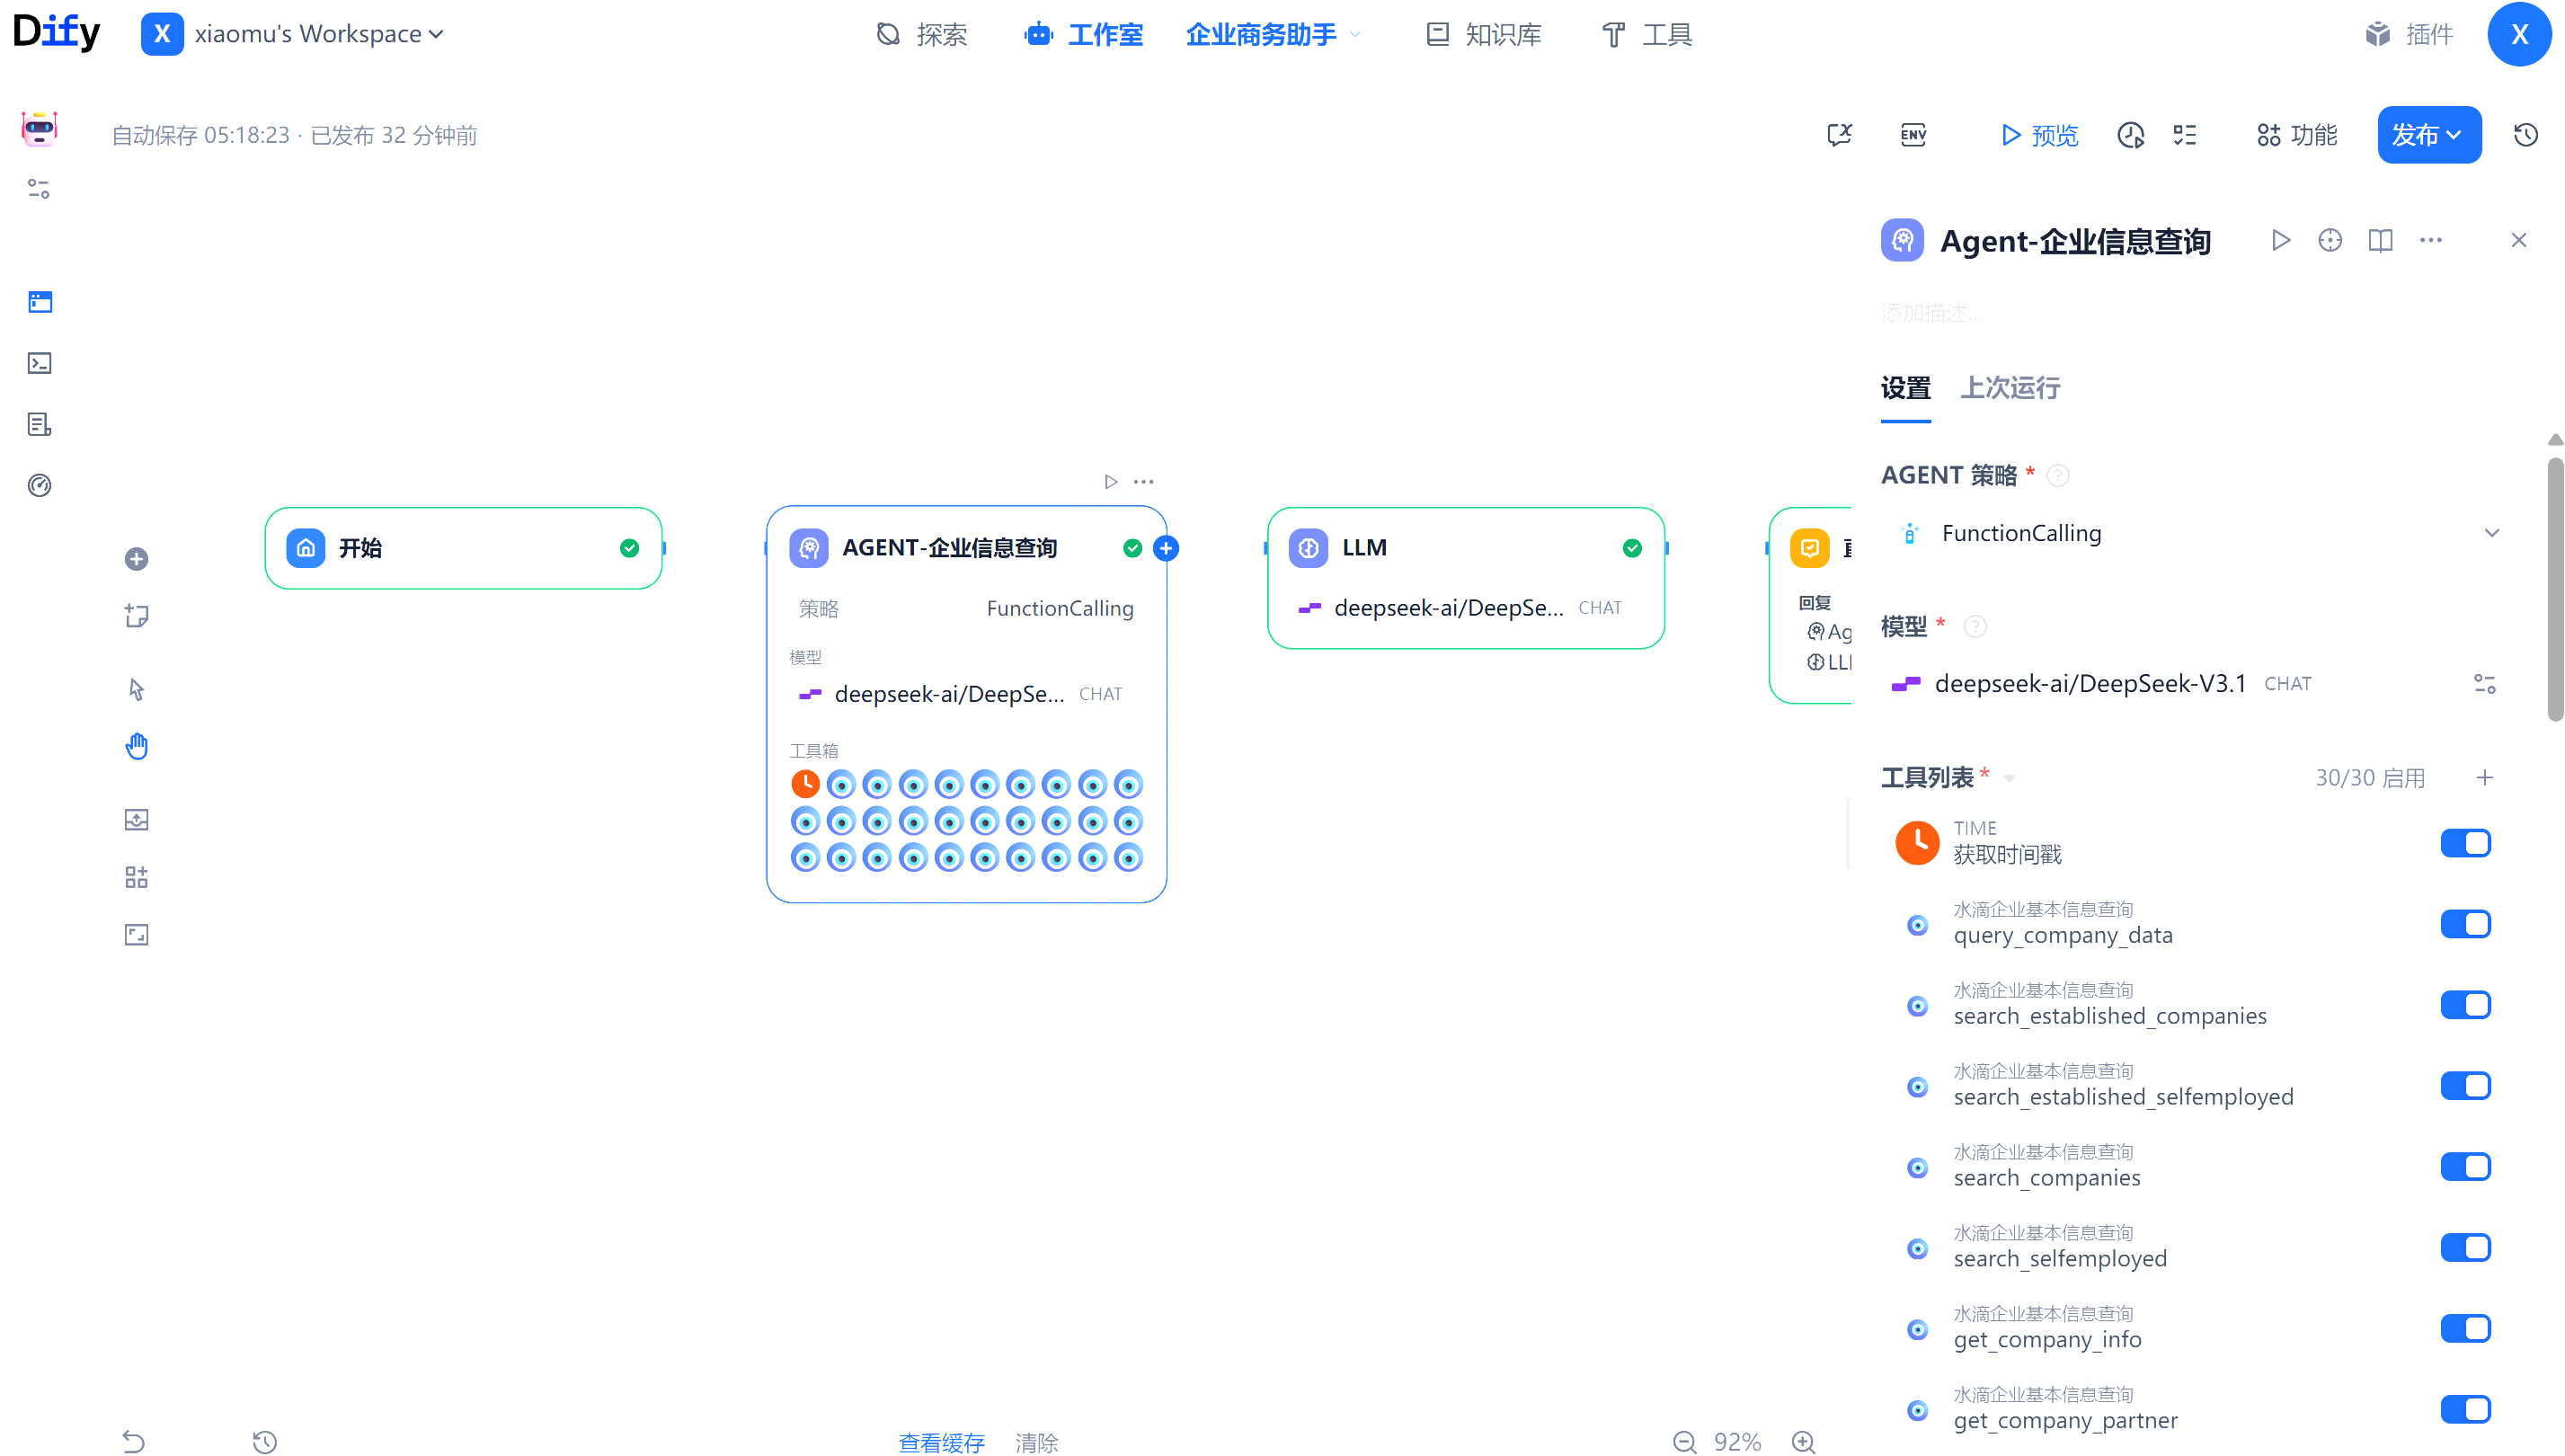 Dify
X
xiaomu's Workspace
探索
工作室
企业商务助手
知识库
工具
插件
X
自动保存 05:18:23 · 已发布 32 分钟前
ENV
预览
功能
发布
Agent-企业信息查询
添加描述...
设置
上次运行
AGENT 策略 *
FunctionCalling
模型 *
deepseek-ai/DeepSeek-V3.1 CHAT
工具列表 *
30/30 启用
TIME
获取时间戳
水滴企业基本信息查询
query_company_data
水滴企业基本信息查询
search_established_companies
水滴企业基本信息查询
search_established_selfemployed
水滴企业基本信息查询
search_companies
水滴企业基本信息查询
search_selfemployed
水滴企业基本信息查询
get_company_info
水滴企业基本信息查询
get_company_partner
开始
AGENT-企业信息查询
策略
FunctionCalling
模型
deepseek-ai/DeepSe... CHAT
工具箱
LLM
deepseek-ai/DeepSe... CHAT
回复
Ag
LLI
查看缓存
清除
92%